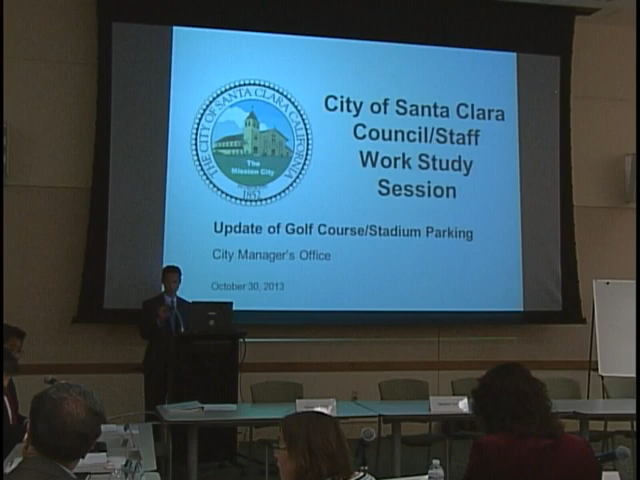 City of Santa Clara
Council/Staff
Work Study
Session
THE CITY OF SANTA CLARA CALIFORNIA
The
Mission City
1852
Update of Golf Course/Stadium Parking
City Manager's Office
October 30, 2013